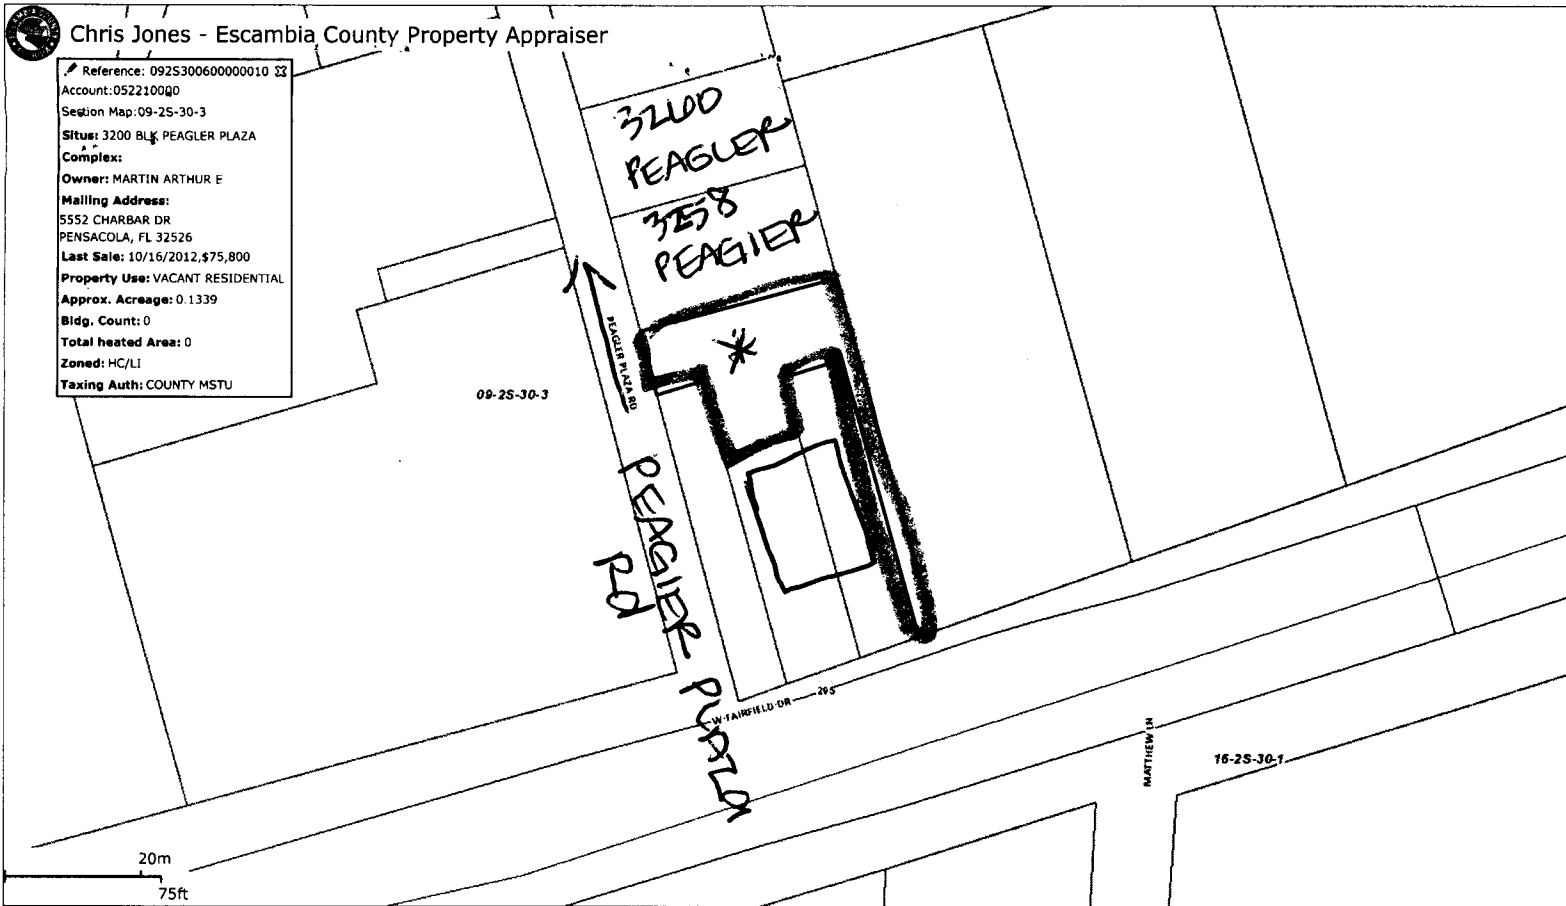 Chris Jones - Escambia County Property Appraiser
Reference: 092S300600000010
Account:052210000
Section Map:09-2S-30-3
Situs: 3200 BLK PEAGLER PLAZA
Complex:
Owner: MARTIN ARTHUR E
Mailing Address:
5552 CHARBAR DR
PENSACOLA, FL 32526
Last Sale: 10/16/2012,$75,800
Property Use: VACANT RESIDENTIAL
Approx. Acreage: 0.1339
Bldg. Count: 0
Total heated Area: 0
Zoned: HC/LI
Taxing Auth: COUNTY MSTU
3260
PEAGLER
3258
PEAGLER
PEAGLER PLAZA RD
09-2S-30-3
PEAGLER PLAZA
RD
W FAIRFIELD DR
295
MATTHEW LN
16-2S-30-1
20m
75ft